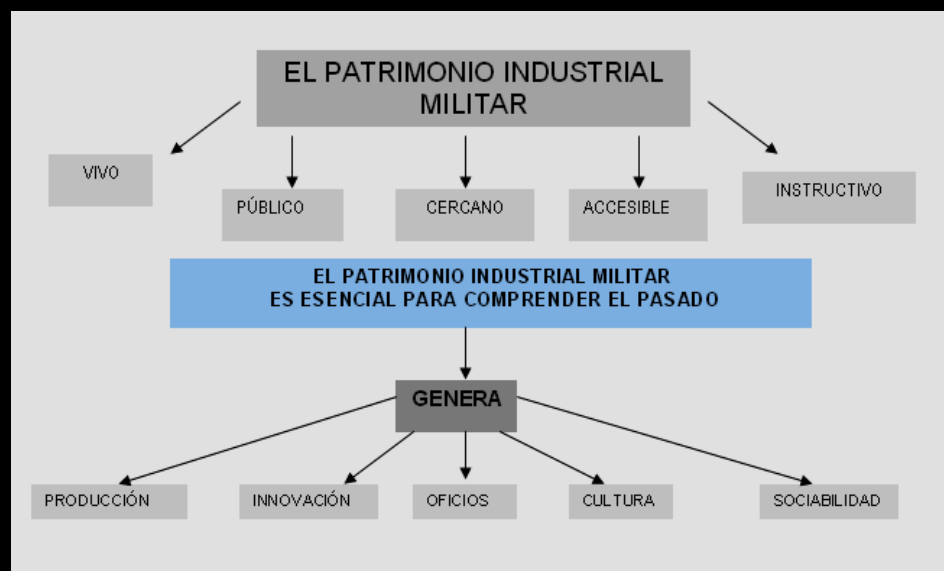 EL PATRIMONIO INDUSTRIAL
MILITAR
VIVO
PÚBLICO
CERCANO
ACCESIBLE
INSTRUCTIVO
EL PATRIMONIO INDUSTRIAL MILITAR
ES ESENCIAL PARA COMPRENDER EL PASADO
GENERA
PRODUCCIÓN
INNOVACIÓN
OFICIOS
CULTURA
SOCIABILIDAD